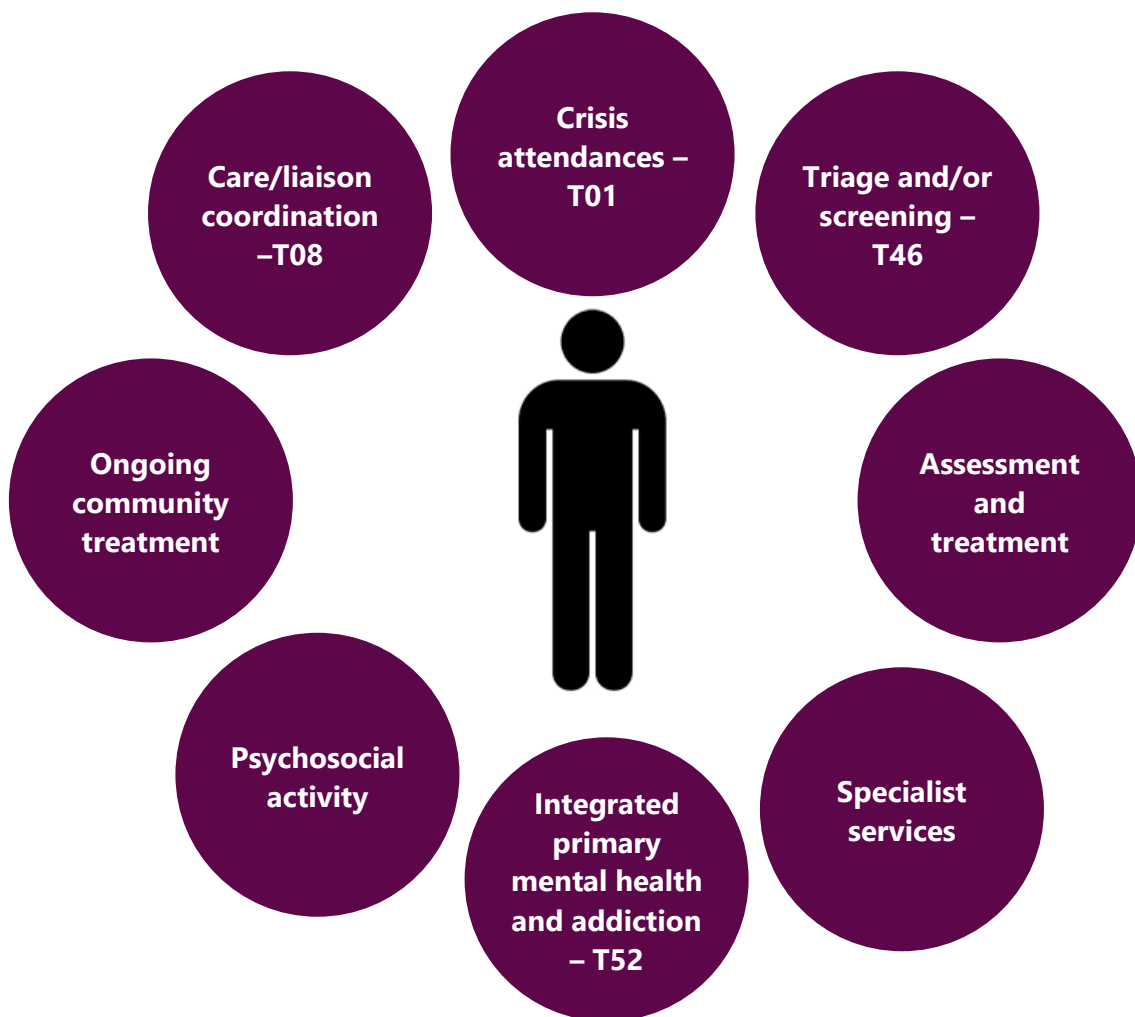 Crisis
attendances –
T01
Triage and/or
screening –
T46
Assessment
and
treatment
Specialist
services
Integrated
primary
mental health
and addiction
– T52
Psychosocial
activity
Ongoing
community
treatment
Care/liaison
coordination
–T08